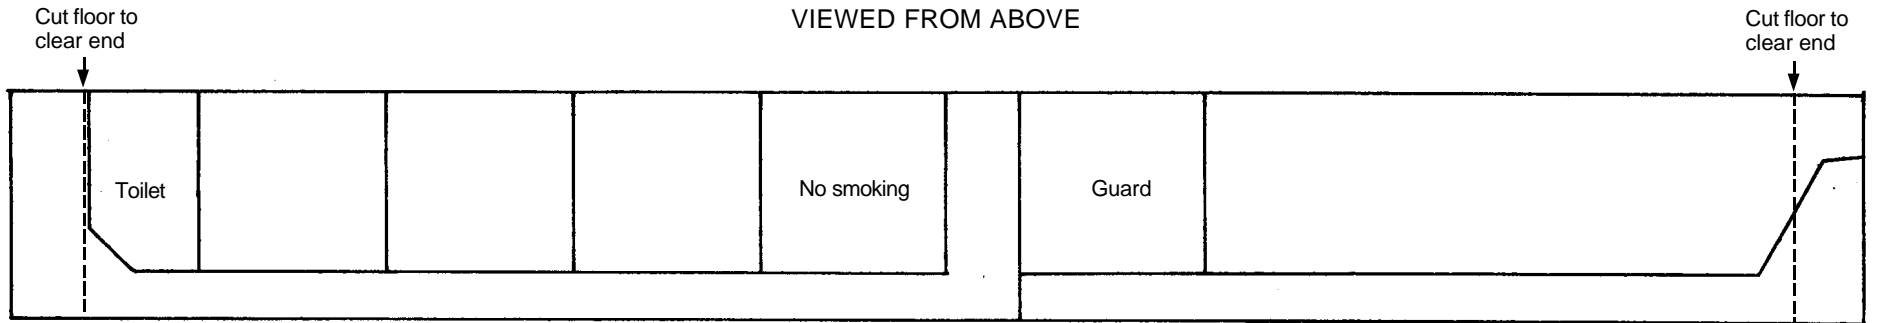 Cut floor to
clear end
VIEWED FROM ABOVE
Cut floor to
clear end
Toilet
No smoking
Guard